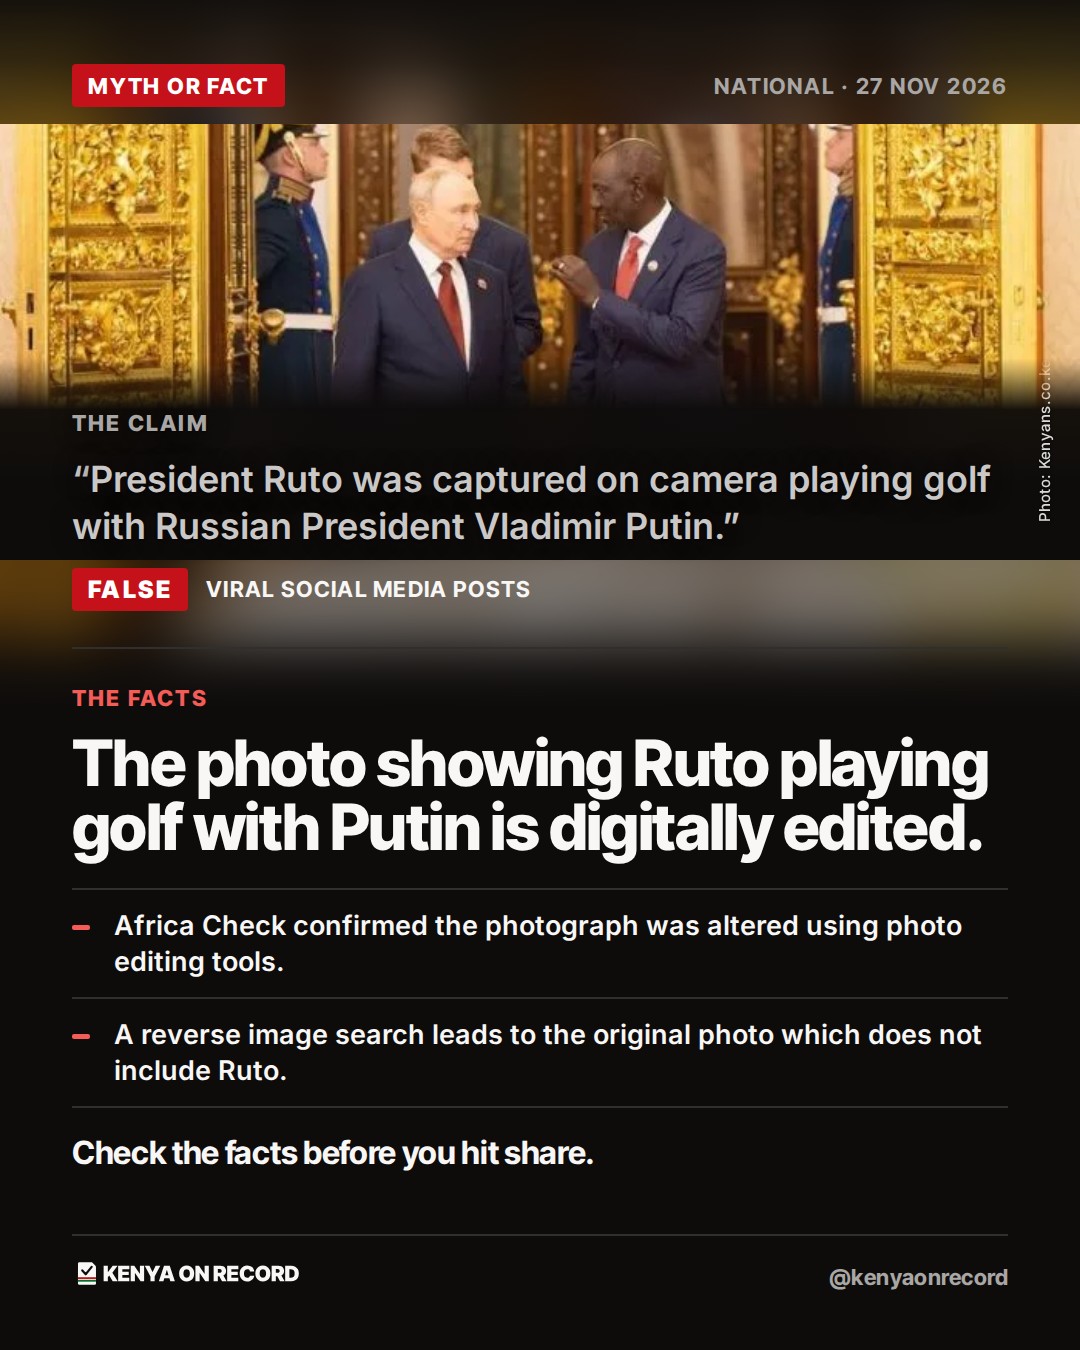 MYTH OR FACT
NATIONAL · 27 NOV 2026
THE CLAIM
“President Ruto was captured on camera playing golf
with Russian President Vladimir Putin.”
Photo: Kenyans.co.k
FALSE
VIRAL SOCIAL MEDIA POSTS
THE FACTS
The photo showing Ruto playing
golf with Putin is digitally edited.
Africa Check confirmed the photograph was altered using photo
editing tools.
A reverse image search leads to the original photo which does not
include Ruto.
Check the facts before you hit share.
KENYA ON RECORD
@kenyaonrecord